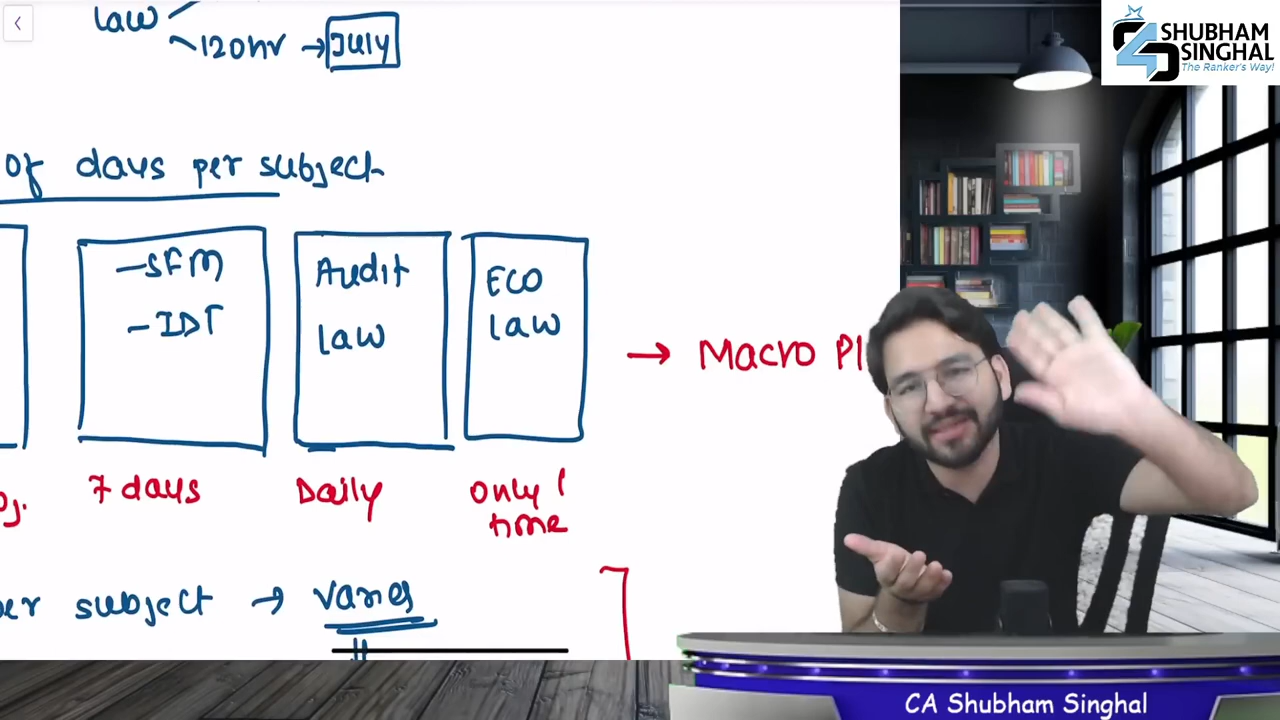 law
→ 120hr → July
SHUBHAM
SINGHAL
The Ranker's Way!
of days per subject
- SFM
- IDT
Audit
Law
ECO
law
→ Macro Pl
7 days
Daily
only 1
time
per subject → varies
CA Shubham Singhal